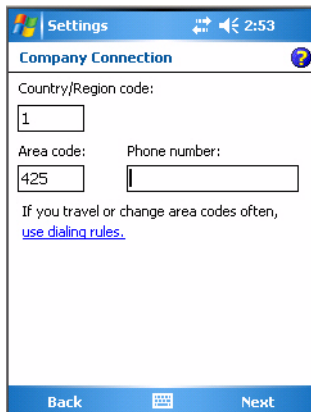 Settings 2:53
Company Connection ?
Country/Region code:
1
Area code: Phone number:
425
If you travel or change area codes often,
use dialing rules.
Back Next